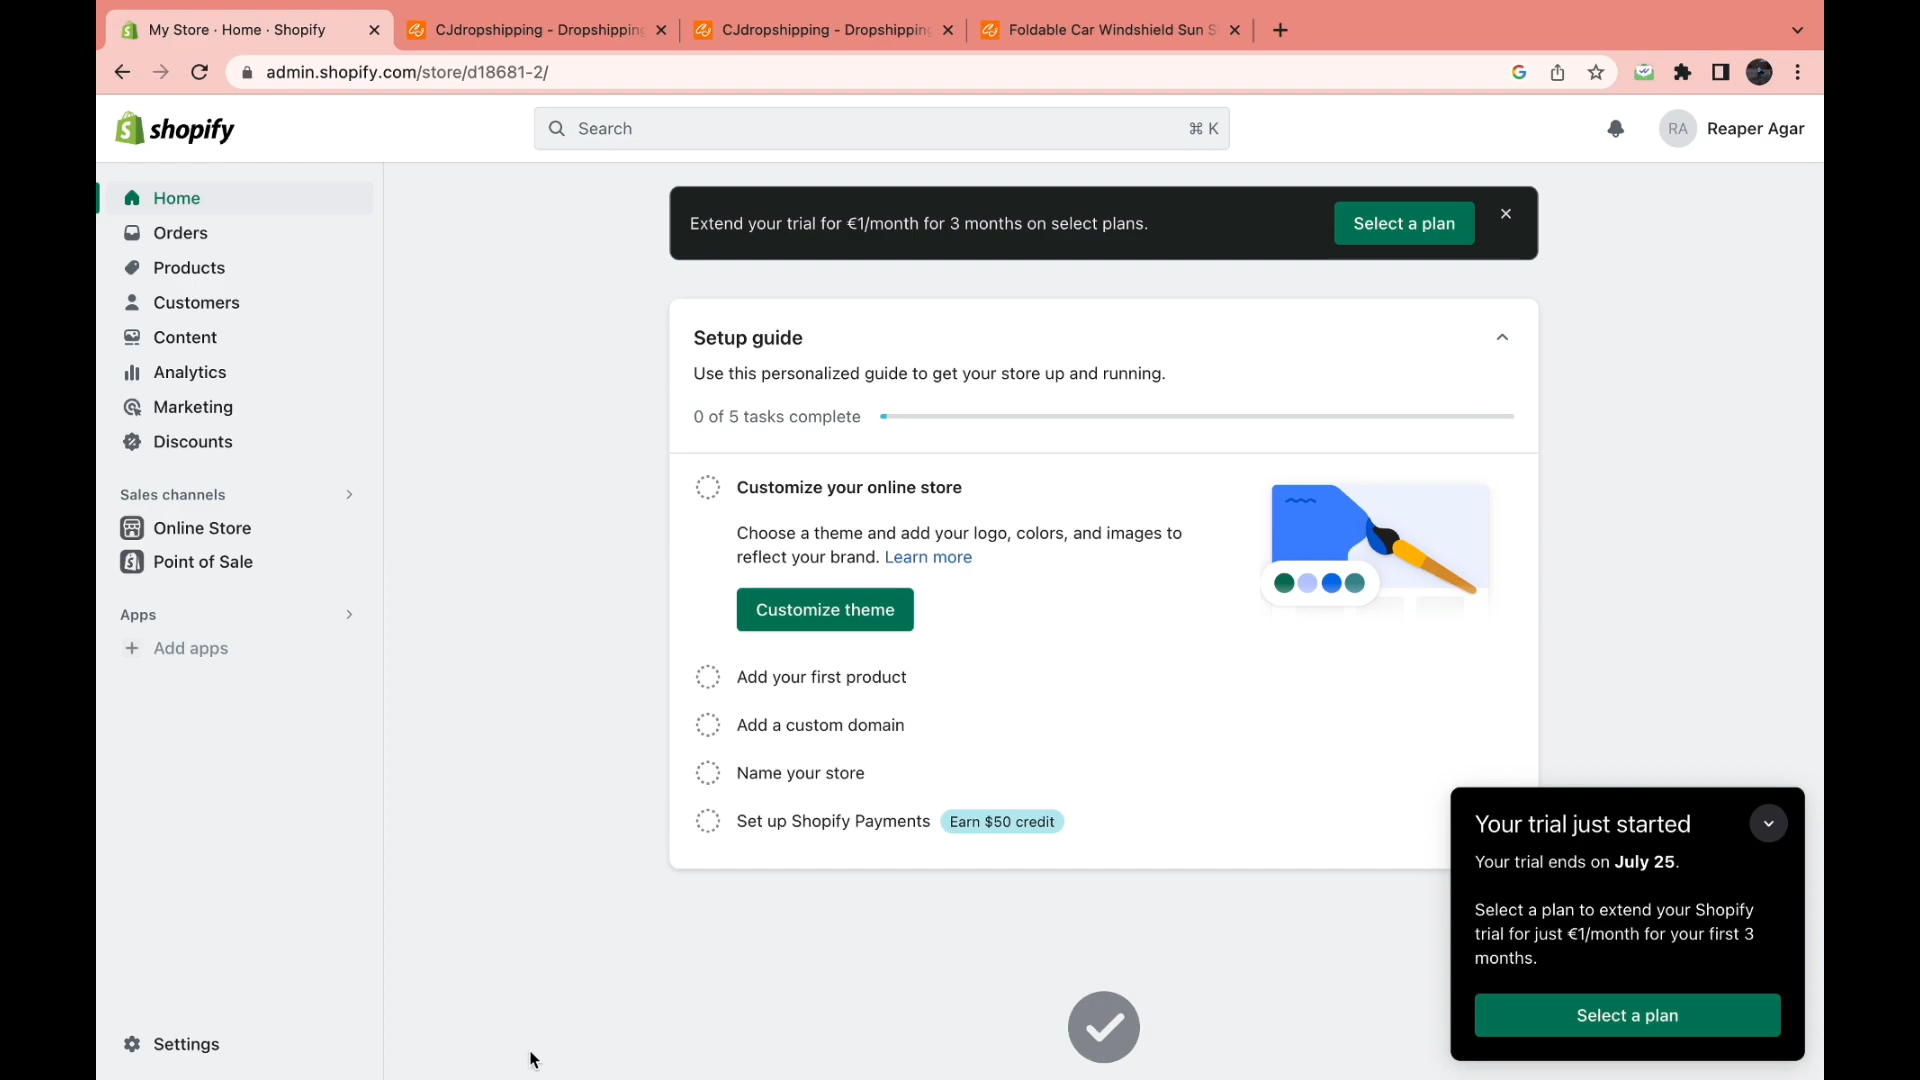 My Store · Home · Shopify
CJdropshipping - Dropshipping
CJdropshipping - Dropshipping
Foldable Car Windshield Sun S
admin.shopify.com/store/d18681-2/
shopify
Search
⌘ K
RA
Reaper Agar
Home
Orders
Products
Customers
Content
Analytics
Marketing
Discounts
Sales channels
Online Store
Point of Sale
Apps
Add apps
Settings
Extend your trial for €1/month for 3 months on select plans.
Select a plan
Setup guide
Use this personalized guide to get your store up and running.
0 of 5 tasks complete
Customize your online store
Choose a theme and add your logo, colors, and images to
reflect your brand. Learn more
Customize theme
Add your first product
Add a custom domain
Name your store
Set up Shopify Payments
Earn $50 credit
Your trial just started
Your trial ends on July 25.
Select a plan to extend your Shopify
trial for just €1/month for your first 3
months.
Select a plan